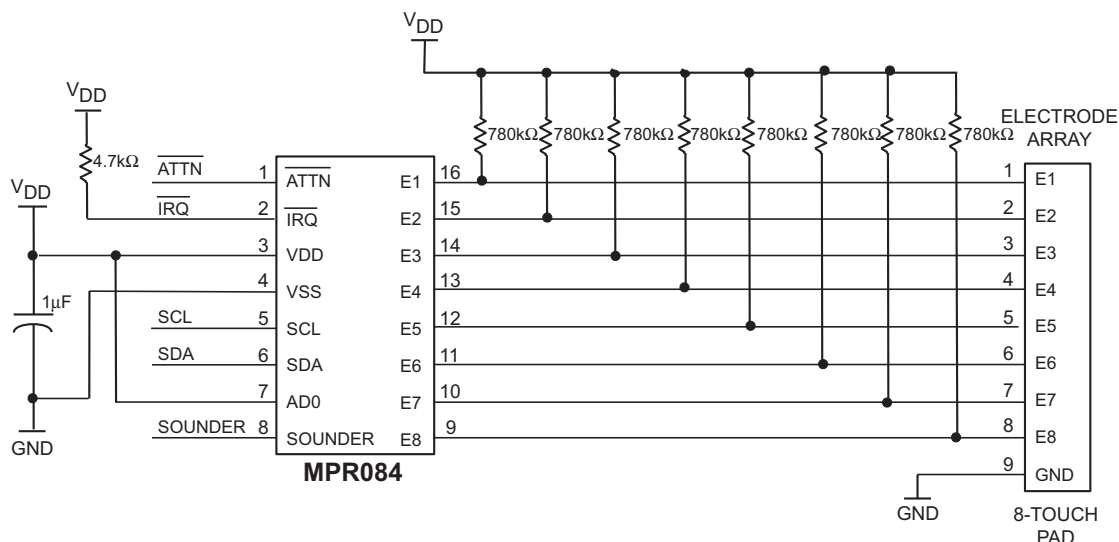 VDD
780kΩ 780kΩ 780kΩ 780kΩ 780kΩ 780kΩ 780kΩ 780kΩ
ELECTRODE
ARRAY
VDD
4.7kΩ
VDD
1µF
GND
ATTN 1 ATTN E1 16
IRQ 2 IRQ E2 15
3 VDD E3 14
4 VSS E4 13
SCL 5 SCL E5 12
SDA 6 SDA E6 11
7 AD0 E7 10
SOUNDER 8 SOUNDER E8 9
MPR084
1 E1
2 E2
3 E3
4 E4
5 E5
6 E6
7 E7
8 E8
9 GND
GND
8-TOUCH
PAD